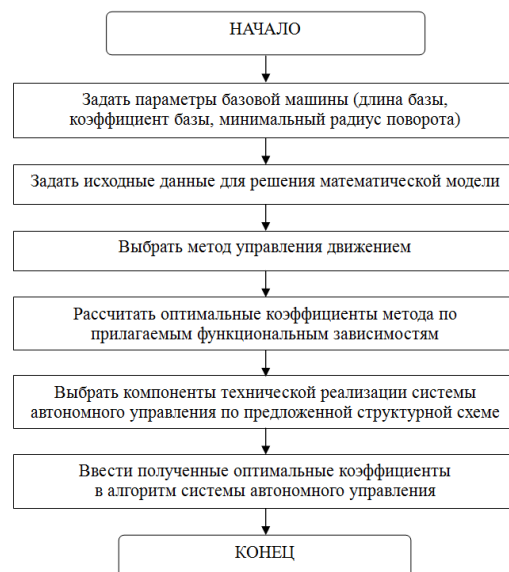 НАЧАЛО
Задать параметры базовой машины (длина базы,
коэффициент базы, минимальный радиус поворота)
Задать исходные данные для решения математической модели
Выбрать метод управления движением
Рассчитать оптимальные коэффициенты метода по
прилагаемым функциональным зависимостям
Выбрать компоненты технической реализации системы
автономного управления по предложенной структурной схеме
Ввести полученные оптимальные коэффициенты
в алгоритм системы автономного управления
КОНЕЦ